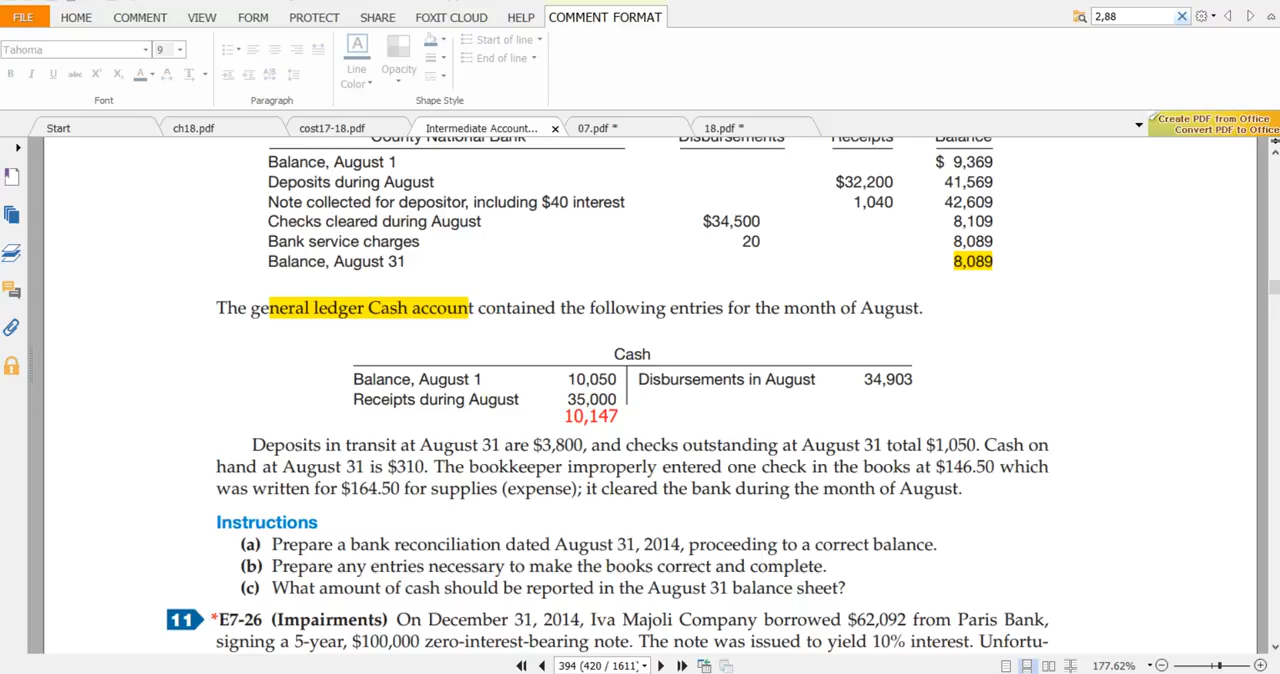 FILE HOME COMMENT VIEW FORM PROTECT SHARE FOXIT CLOUD HELP COMMENT FORMAT 2,88
Tahoma 9 Start of line
B I U abc X² X₂ A A T Line Color Opacity End of line
Font Paragraph Shape Style
Start ch18.pdf cost17-18.pdf Intermediate Account... × 07.pdf * 18.pdf * Create PDF from Office
Convert PDF to Office
County National Bank Disbursements Receipts Balance
Balance, August 1 $ 9,369
Deposits during August $32,200 41,569
Note collected for depositor, including $40 interest 1,040 42,609
Checks cleared during August $34,500 8,109
Bank service charges 20 8,089
Balance, August 31 8,089
The general ledger Cash account contained the following entries for the month of August.
Cash
Balance, August 1 10,050 Disbursements in August 34,903
Receipts during August 35,000
10,147
Deposits in transit at August 31 are $3,800, and checks outstanding at August 31 total $1,050. Cash on
hand at August 31 is $310. The bookkeeper improperly entered one check in the books at $146.50 which
was written for $164.50 for supplies (expense); it cleared the bank during the month of August.
Instructions
(a) Prepare a bank reconciliation dated August 31, 2014, proceeding to a correct balance.
(b) Prepare any entries necessary to make the books correct and complete.
(c) What amount of cash should be reported in the August 31 balance sheet?
11 *E7-26 (Impairments) On December 31, 2014, Iva Majoli Company borrowed $62,092 from Paris Bank,
signing a 5-year, $100,000 zero-interest-bearing note. The note was issued to yield 10% interest. Unfortu-
394 (420 / 1611) 177.62%